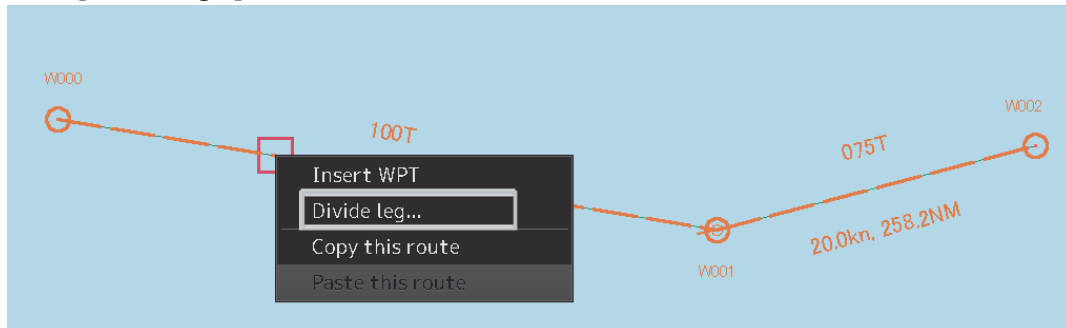 W000
100T
Insert WPT
Divide leg...
Copy this route
Paste this route
W001
075T
20.0kn, 258.2NM
W002